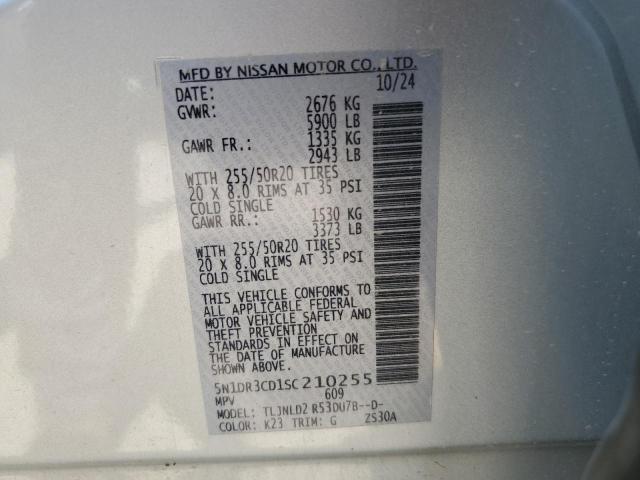 MFD BY NISSAN MOTOR CO.,LTD.
DATE: 10/24
GVWR: 2676 KG
5900 LB
GAWR FR.: 1335 KG
2943 LB
WITH 255/50R20 TIRES
20 X 8.0 RIMS AT 35 PSI
COLD SINGLE
GAWR RR.: 1530 KG
3373 LB
WITH 255/50R20 TIRES
20 X 8.0 RIMS AT 35 PSI
COLD SINGLE
THIS VEHICLE CONFORMS TO
ALL APPLICABLE FEDERAL
MOTOR VEHICLE SAFETY AND
THEFT PREVENTION
STANDARDS IN EFFECT ON
THE DATE OF MANUFACTURE
SHOWN ABOVE.
5N1DR3CD1SC210255
MPV 609
MODEL: TLJNLD2 R53DU7B--D-
COLOR: K23 TRIM: G ZS30A